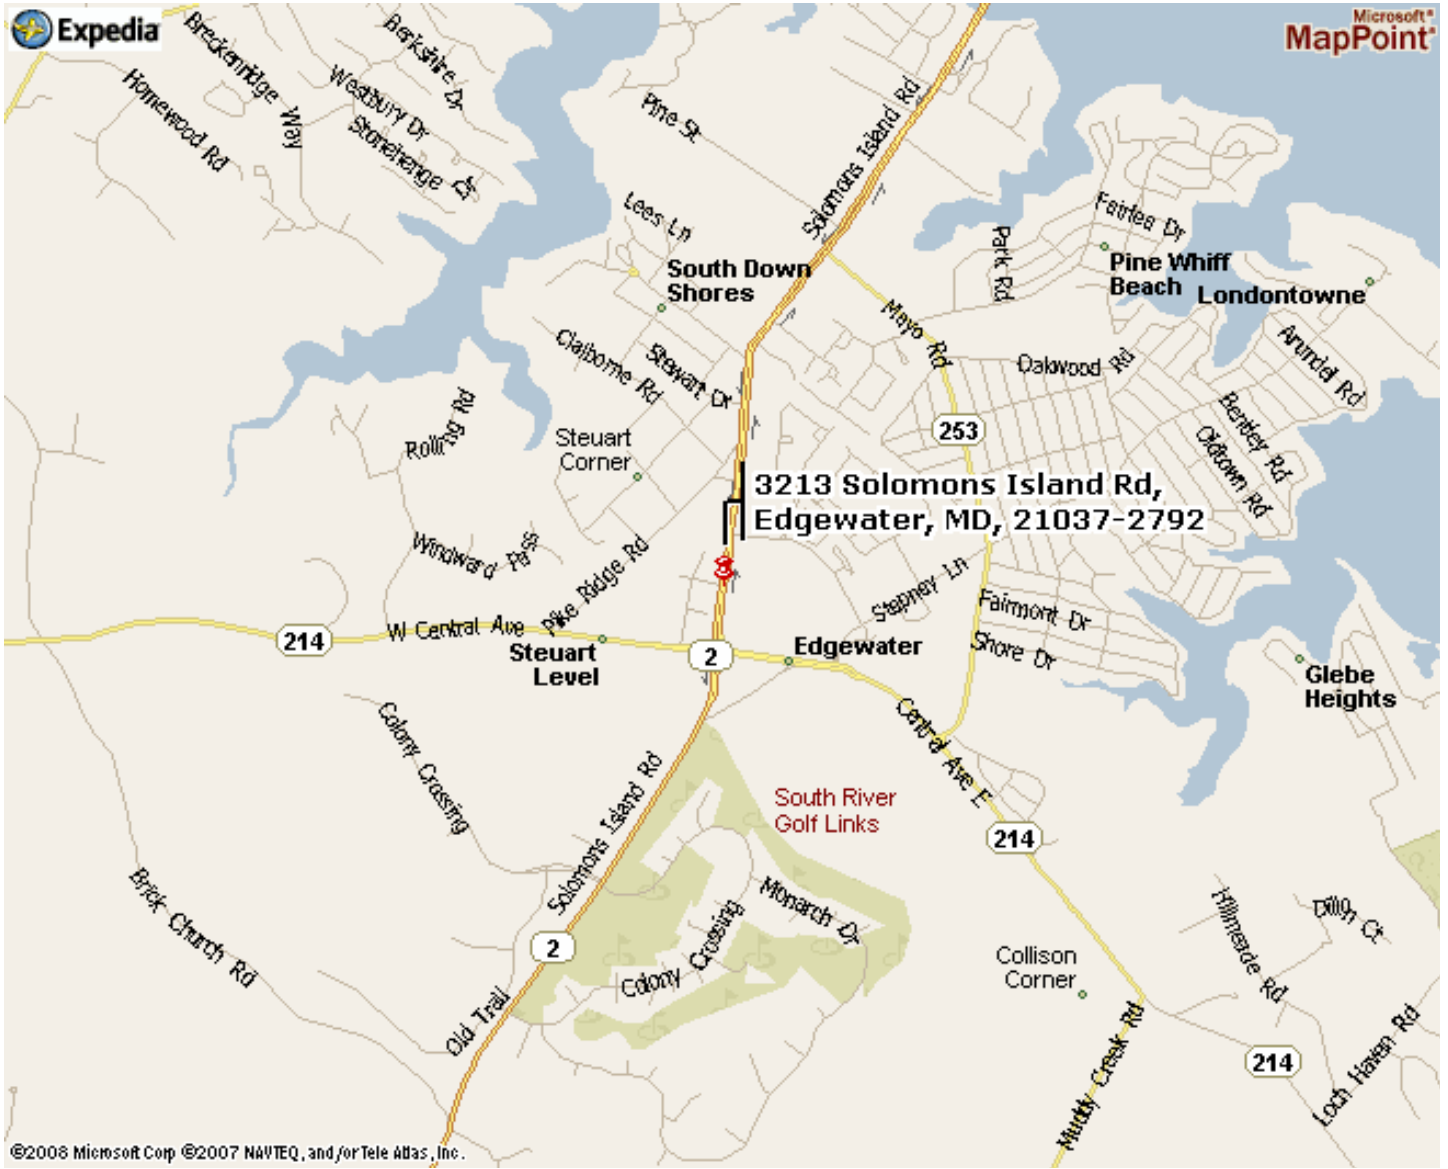 Expedia
Microsoft®
MapPoint®
Breckenridge Way
Berkshire Dr
Homewood Rd
Westbury Dr
Stonehenge Dr
Pine St
Solomons Island Rd
Lees Ln
South Down
Shores
Park Rd
Fairlea Dr
Pine Whiff
Beach
Londontowne
Mayo Rd
Claiborne Rd
Stewart Dr
Oakwood Rd
Arundel Rd
Rolling Rd
Steuart
Corner
253
Bentley Rd
Oldtown Rd
3213 Solomons Island Rd,
Edgewater, MD, 21037-2792
Windward Pass
Pike Ridge Rd
Stepney Ln
Fairmont Dr
Shore Dr
214
W Central Ave
Steuart
Level
2
Edgewater
Glebe
Heights
Colony Crossing
Central Ave E
Solomons Island Rd
South River
Golf Links
214
Brick Church Rd
Monarch Dr
Colony Crossing
2
Hillmeade Rd
Dillon Ct
Collison
Corner
Old Trail
Muddy Creek Rd
214
Loch Haven Rd
©2008 Microsoft Corp ©2007 NAVTEQ, and/or Tele Atlas, Inc.